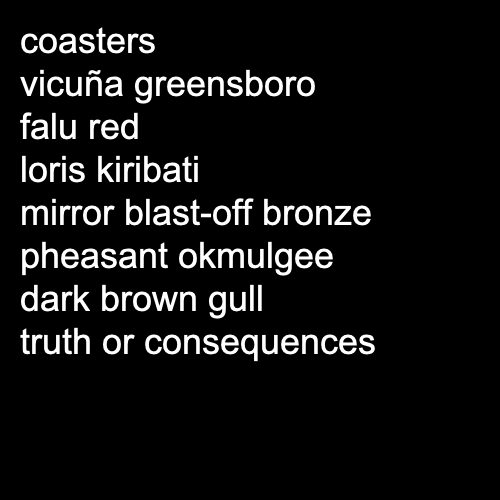 coasters
vicuña greensboro
falu red
loris kiribati
mirror blast-off bronze
pheasant okmulgee
dark brown gull
truth or consequences